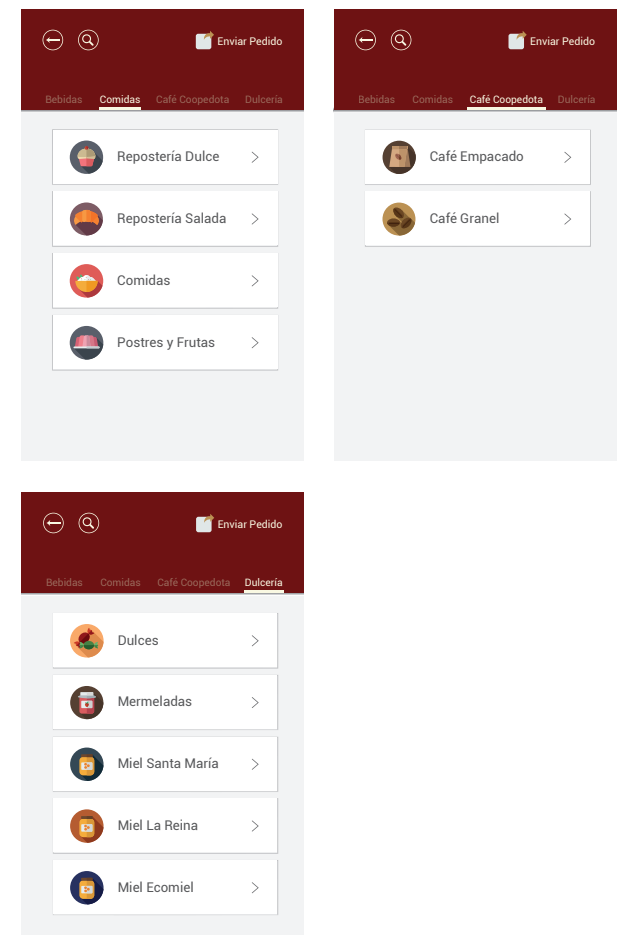 Enviar Pedido
Bebidas Comidas Café Coopedota Dulcería
Repostería Dulce
Repostería Salada
Comidas
Postres y Frutas
Enviar Pedido
Bebidas Comidas Café Coopedota Dulcería
Café Empacado
Café Granel
Enviar Pedido
Bebidas Comidas Café Coopedota Dulcería
Dulces
Mermeladas
Miel Santa María
Miel La Reina
Miel Ecomiel